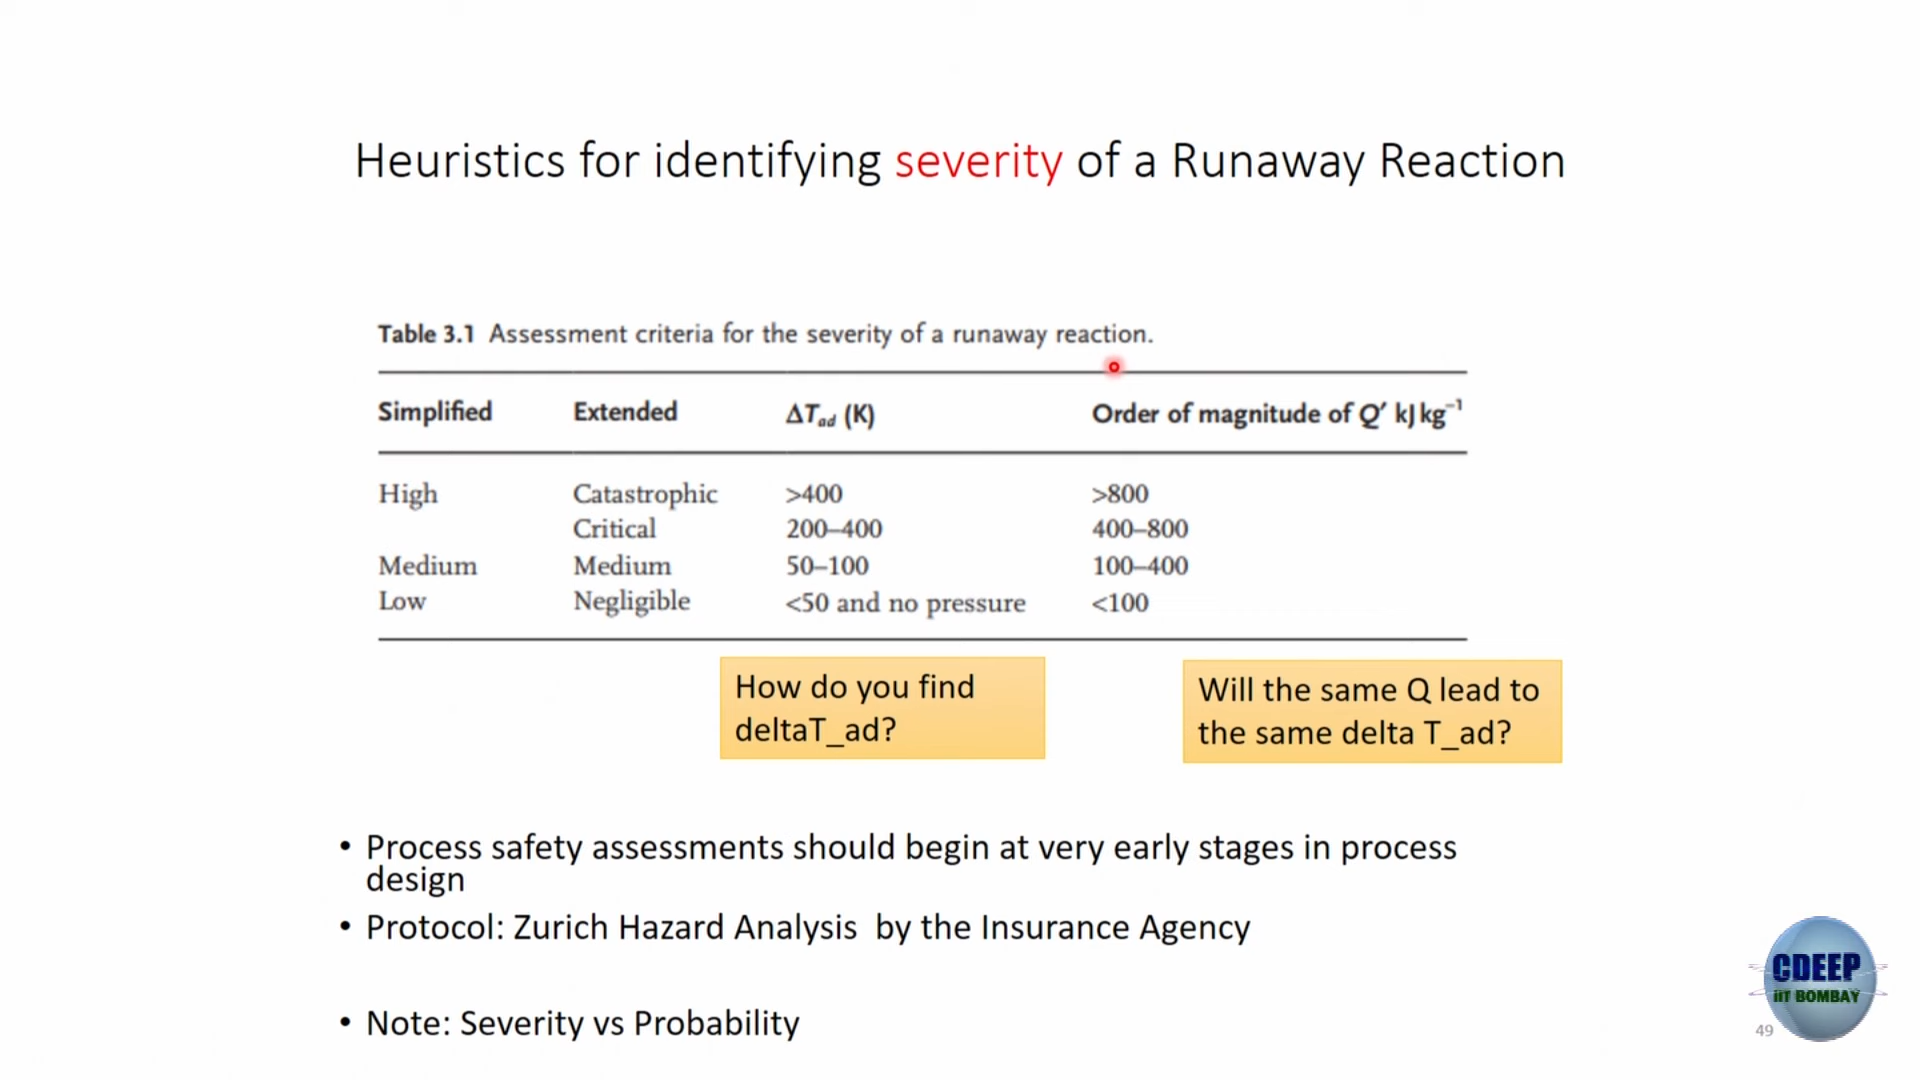 Heuristics for identifying severity of a Runaway Reaction
Table 3.1 Assessment criteria for the severity of a runaway reaction.
Simplified Extended ΔTad (K) Order of magnitude of Q′ kJ kg−1
High Catastrophic >400 >800
Critical 200–400 400–800
Medium Medium 50–100 100–400
Low Negligible <50 and no pressure <100
How do you find
deltaT_ad?
Will the same Q lead to
the same delta T_ad?
• Process safety assessments should begin at very early stages in process
design
• Protocol: Zurich Hazard Analysis by the Insurance Agency
• Note: Severity vs Probability
CDEEP
IIT BOMBAY
49